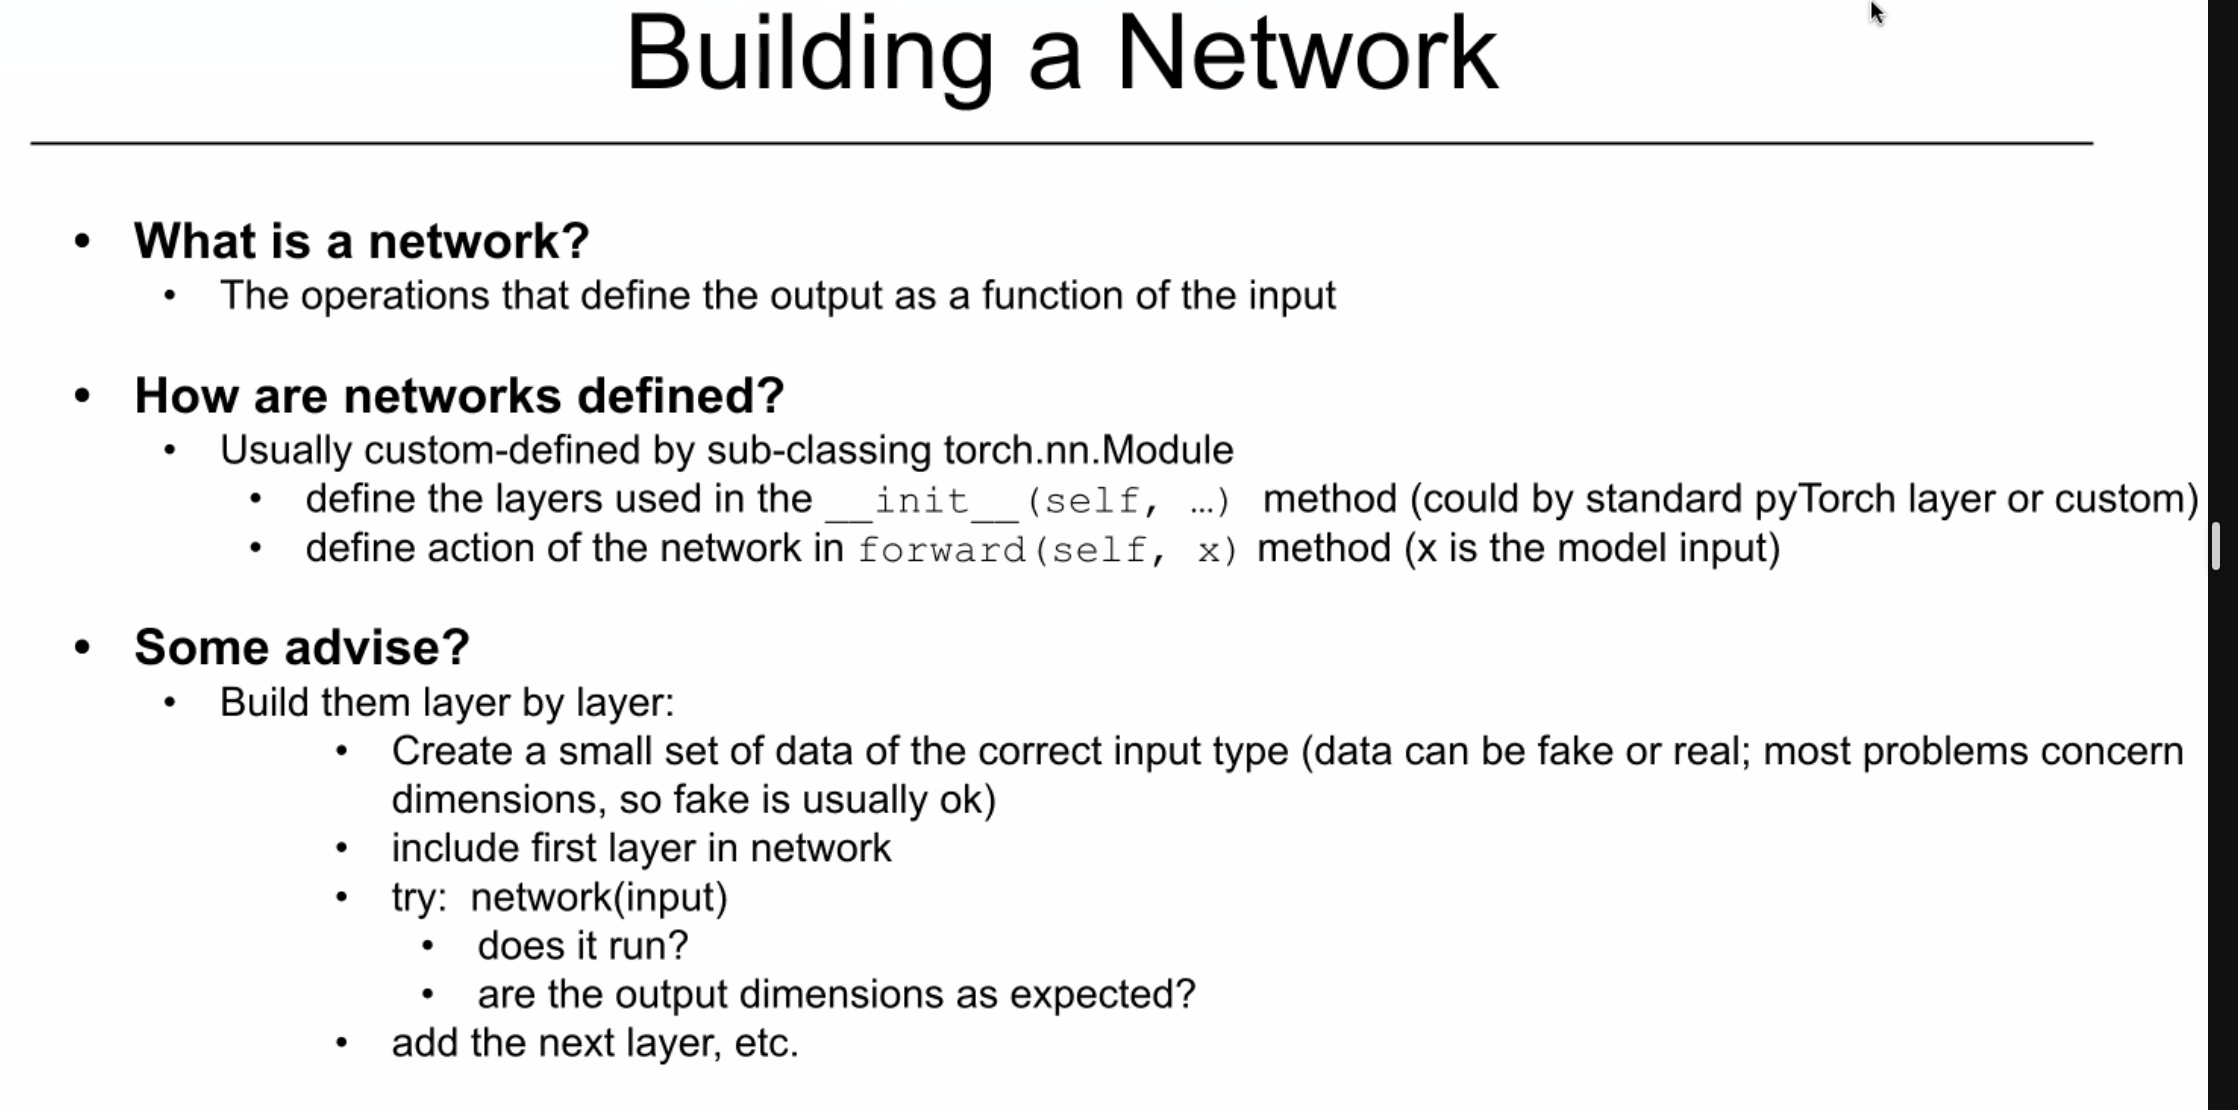 Building a Network
• What is a network?
• The operations that define the output as a function of the input
• How are networks defined?
• Usually custom-defined by sub-classing torch.nn.Module
• define the layers used in the __init__(self, …) method (could by standard pyTorch layer or custom)
• define action of the network in forward(self, x) method (x is the model input)
• Some advise?
• Build them layer by layer:
• Create a small set of data of the correct input type (data can be fake or real; most problems concern
dimensions, so fake is usually ok)
• include first layer in network
• try: network(input)
• does it run?
• are the output dimensions as expected?
• add the next layer, etc.